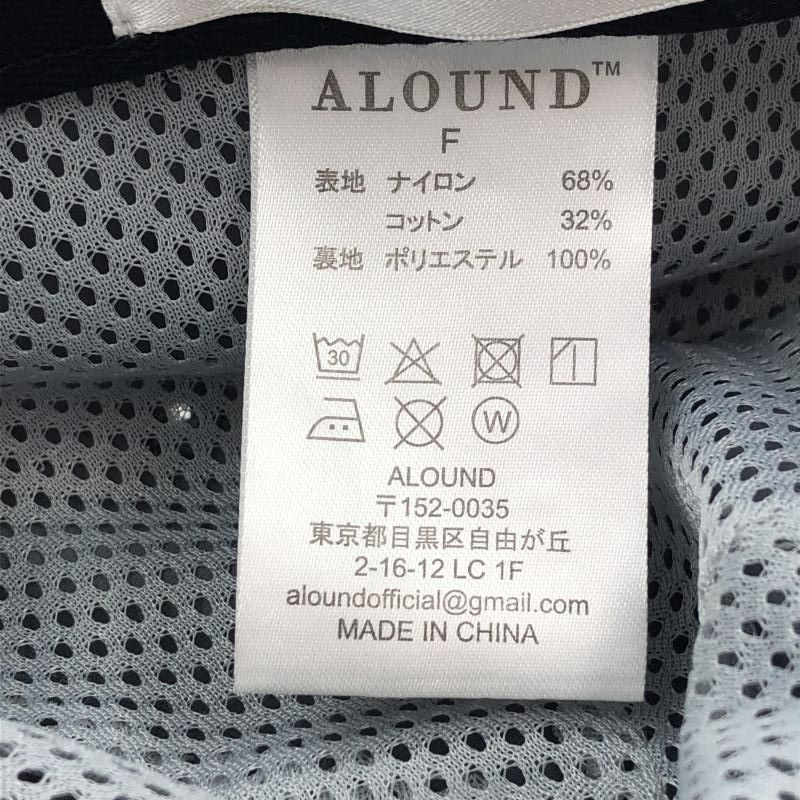 ALOUND™
F
表地 ナイロン 68%
コットン 32%
裏地 ポリエステル 100%
30
W
ALOUND
〒152-0035
東京都目黒区自由が丘
2-16-12 LC 1F
aloundofficial@gmail.com
MADE IN CHINA